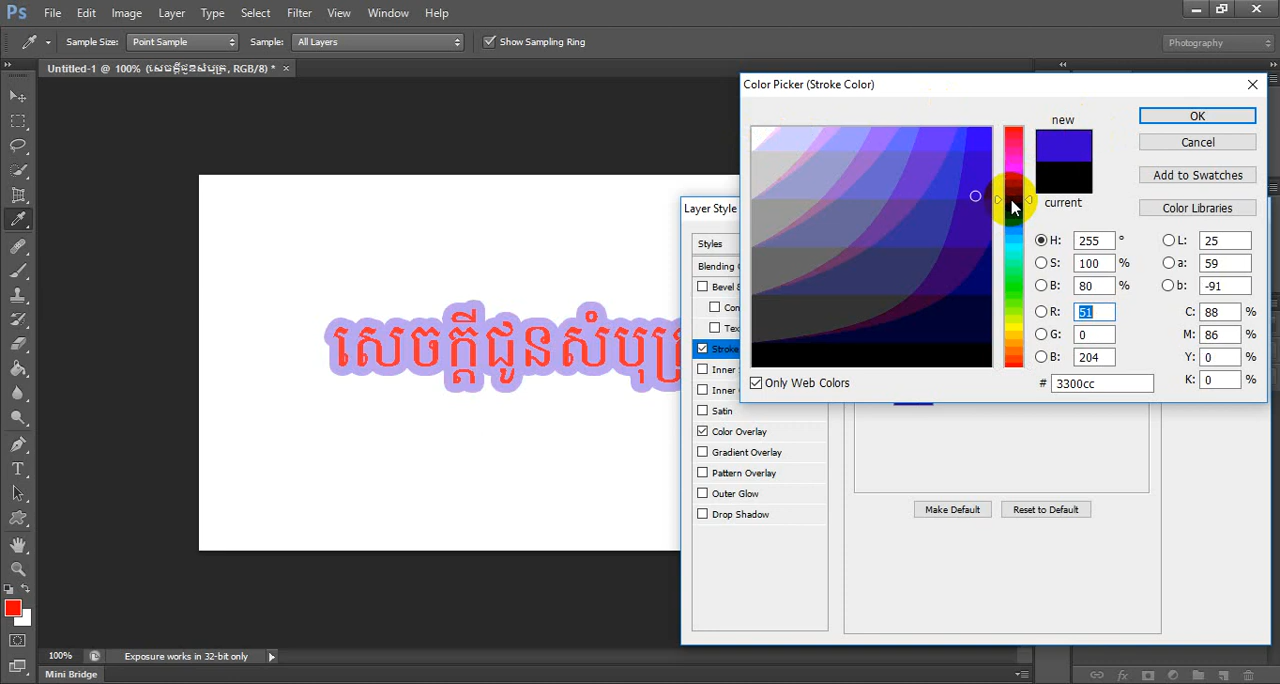 Ps File Edit Image Layer Type Select Filter View Window Help
Sample Size: Point Sample Sample: All Layers Show Sampling Ring Photography
Untitled-1 @ 100% (សេចក្ដីជូនសំបុត្រ, RGB/8) *
សេចក្ដីជូនសំបុត្រ
Color Picker (Stroke Color)
new
current
OK
Cancel
Add to Swatches
Color Libraries
H: 255 °
S: 100 %
B: 80 %
R: 51
G: 0
B: 204
L: 25
a: 59
b: -91
C: 88 %
M: 86 %
Y: 0 %
K: 0 %
Only Web Colors
# 3300cc
Layer Style
Styles
Blending
Bevel
Stroke
Inner
Inner
Satin
Color Overlay
Gradient Overlay
Pattern Overlay
Outer Glow
Drop Shadow
Make Default Reset to Default
100% Exposure works in 32-bit only
Mini Bridge